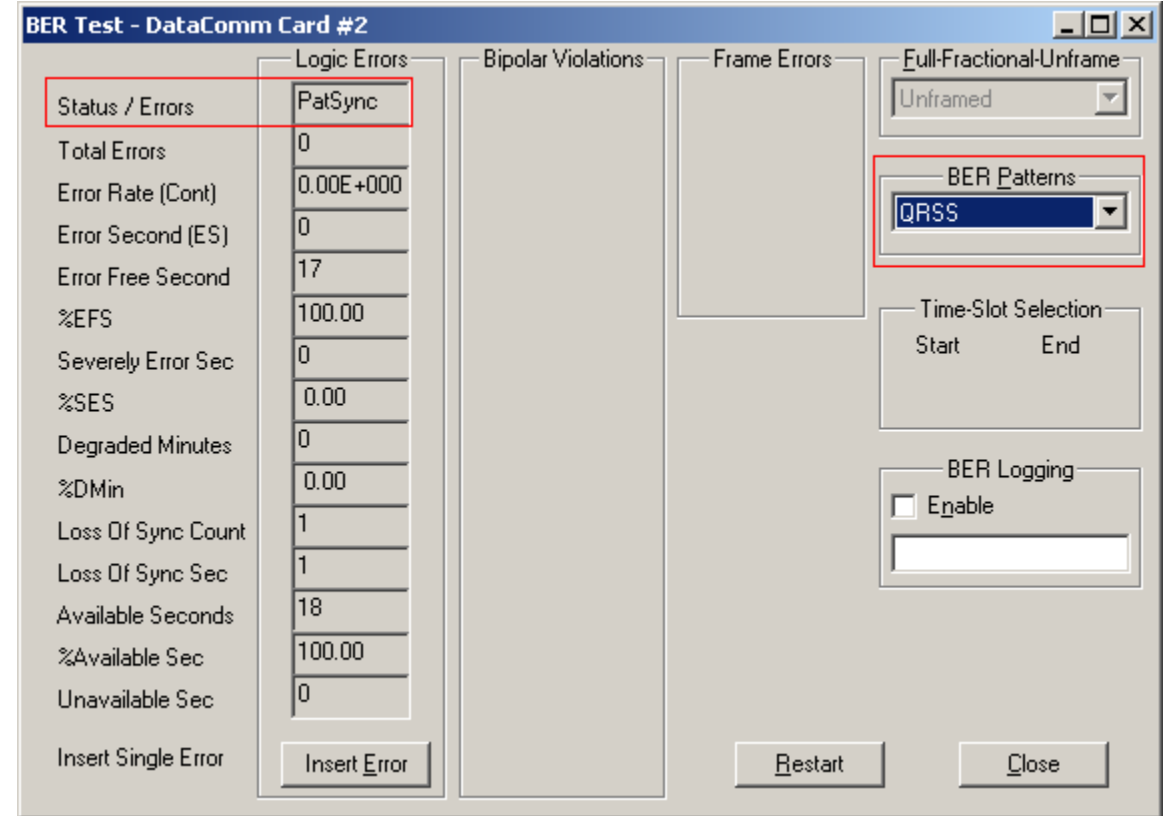 BER Test - DataComm Card #2
Logic Errors Bipolar Violations Frame Errors Full-Fractional-Unframe
Status / Errors PatSync Unframed
Total Errors 0
Error Rate (Cont) 0.00E+000 BER Patterns
QRSS
Error Second (ES) 0
Error Free Second 17
%EFS 100.00 Time-Slot Selection
Severely Error Sec 0 Start End
%SES 0.00
Degraded Minutes 0
%DMin 0.00 BER Logging
Enable
Loss Of Sync Count 1
Loss Of Sync Sec 1
Available Seconds 18
%Available Sec 100.00
Unavailable Sec 0
Insert Single Error Insert Error Restart Close